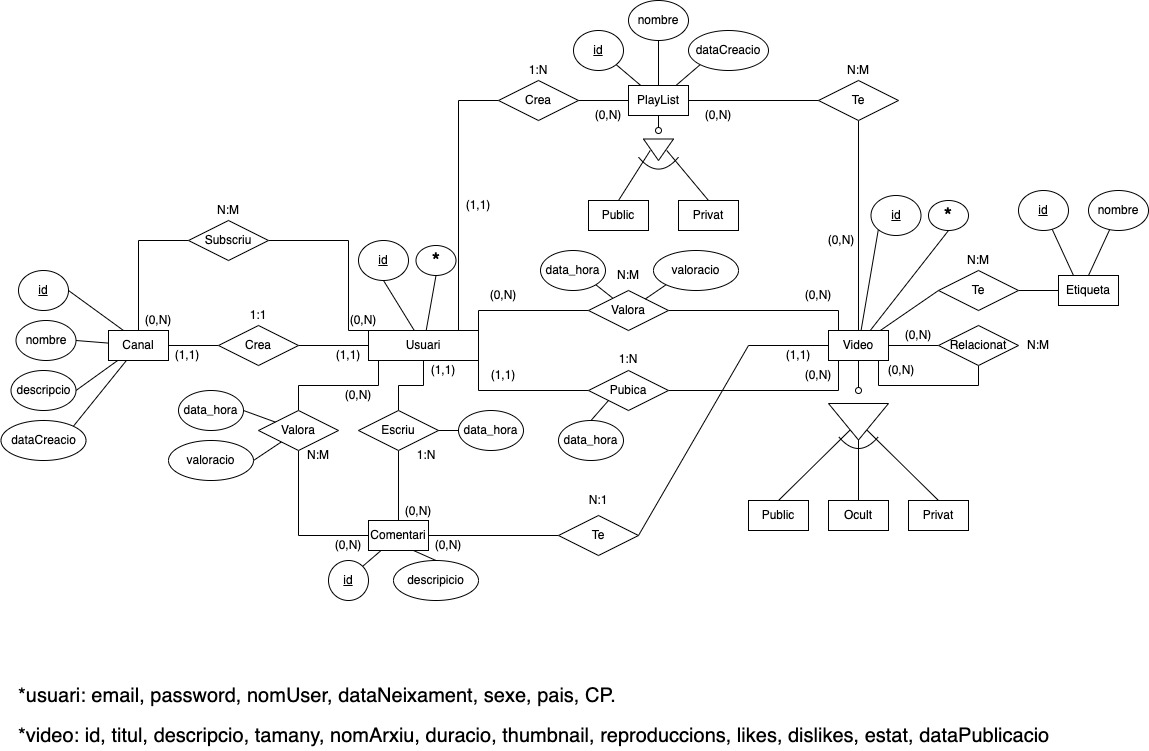 nombre
id
dataCreacio
1:N
N:M
Crea
PlayList
Te
(0,N)
(0,N)
Public
Privat
(1,1)
N:M
Subscriu
id
*
id
*
id
nombre
(0,N)
N:M
data_hora
N:M
valoracio
Te
Etiqueta
id
(0,N)
(0,N)
Valora
nombre
(0,N)
1:1
(0,N)
Canal
Crea
Usuari
Video
(0,N)
Relacionat
N:M
(1,1)
(1,1)
(1,1)
1:N
(1,1)
(0,N)
(0,N)
descripcio
(1,1)
Pubica
(0,N)
data_hora
dataCreacio
Valora
Escriu
data_hora
data_hora
valoracio
N:M
1:N
N:1
Public
Ocult
Privat
(0,N)
Comentari
Te
(0,N)
(0,N)
id
descripicio
*usuari: email, password, nomUser, dataNeixament, sexe, pais, CP.
*video: id, titul, descripcio, tamany, nomArxiu, duracio, thumbnail, reproduccions, likes, dislikes, estat, dataPublicacio